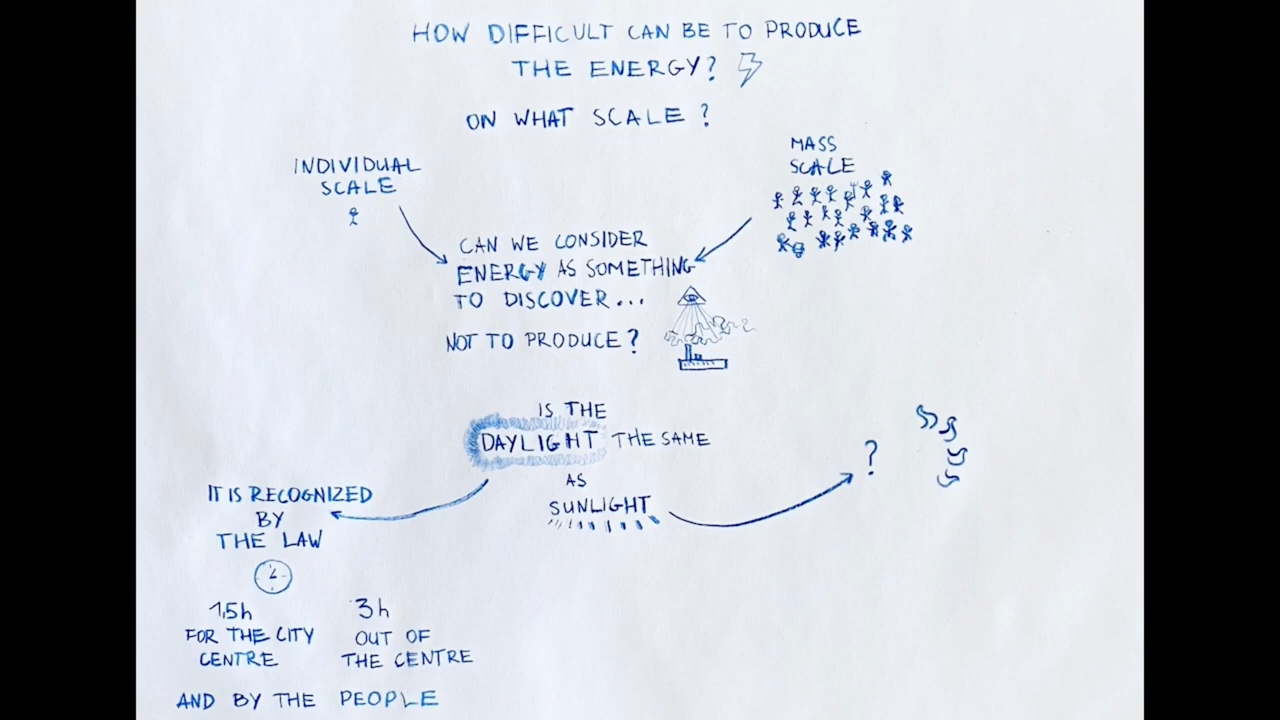 HOW DIFFICULT CAN BE TO PRODUCE
THE ENERGY?
ON WHAT SCALE?
INDIVIDUAL
SCALE
MASS
SCALE
CAN WE CONSIDER
ENERGY AS SOMETHING
TO DISCOVER...
NOT TO PRODUCE?
IS THE
DAYLIGHT THE SAME
AS
SUNLIGHT
?
IT IS RECOGNIZED
BY
THE LAW
1,5h
FOR THE CITY
CENTRE
3h
OUT OF
THE CENTRE
AND BY THE PEOPLE